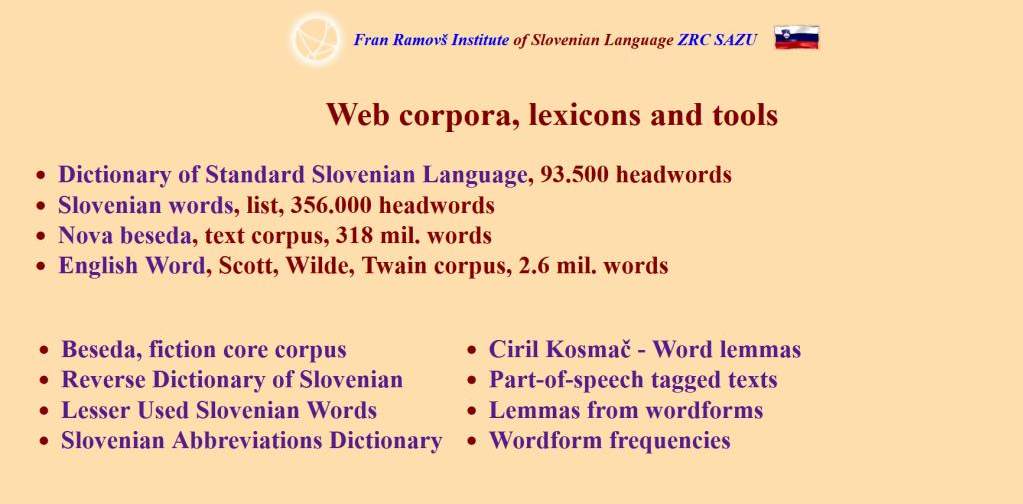 Fran Ramovš Institute of Slovenian Language ZRC SAZU
Web corpora, lexicons and tools
Dictionary of Standard Slovenian Language, 93.500 headwords
Slovenian words, list, 356.000 headwords
Nova beseda, text corpus, 318 mil. words
English Word, Scott, Wilde, Twain corpus, 2.6 mil. words
Beseda, fiction core corpus
Reverse Dictionary of Slovenian
Lesser Used Slovenian Words
Slovenian Abbreviations Dictionary
Ciril Kosmač - Word lemmas
Part-of-speech tagged texts
Lemmas from wordforms
Wordform frequencies